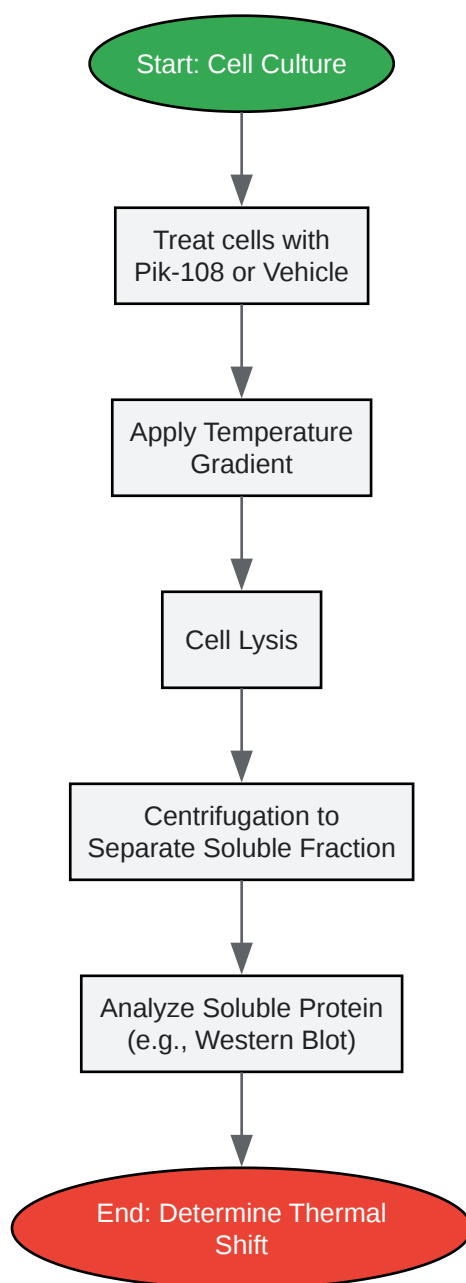 Start: Cell Culture
Treat cells with
Pik-108 or Vehicle
Apply Temperature
Gradient
Cell Lysis
Centrifugation to
Separate Soluble Fraction
Analyze Soluble Protein
(e.g., Western Blot)
End: Determine Thermal
Shift